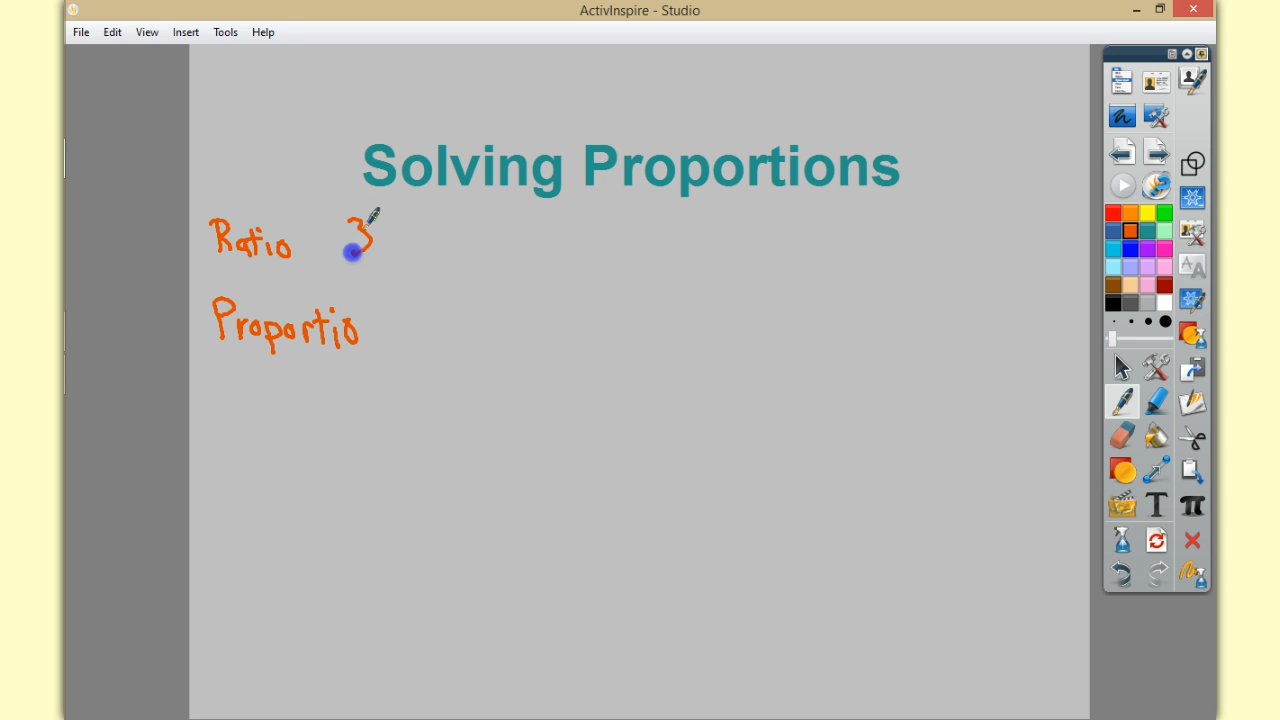 ActivInspire - Studio
File Edit View Insert Tools Help
Solving Proportions
Ratio 3
Proportio